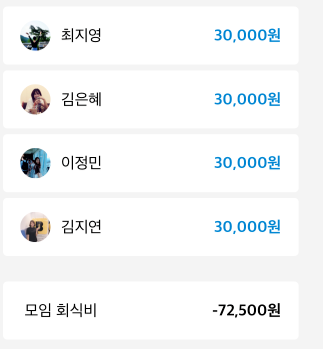 최지영 30,000원
김은혜 30,000원
이정민 30,000원
김지연 30,000원
모임 회식비 -72,500원